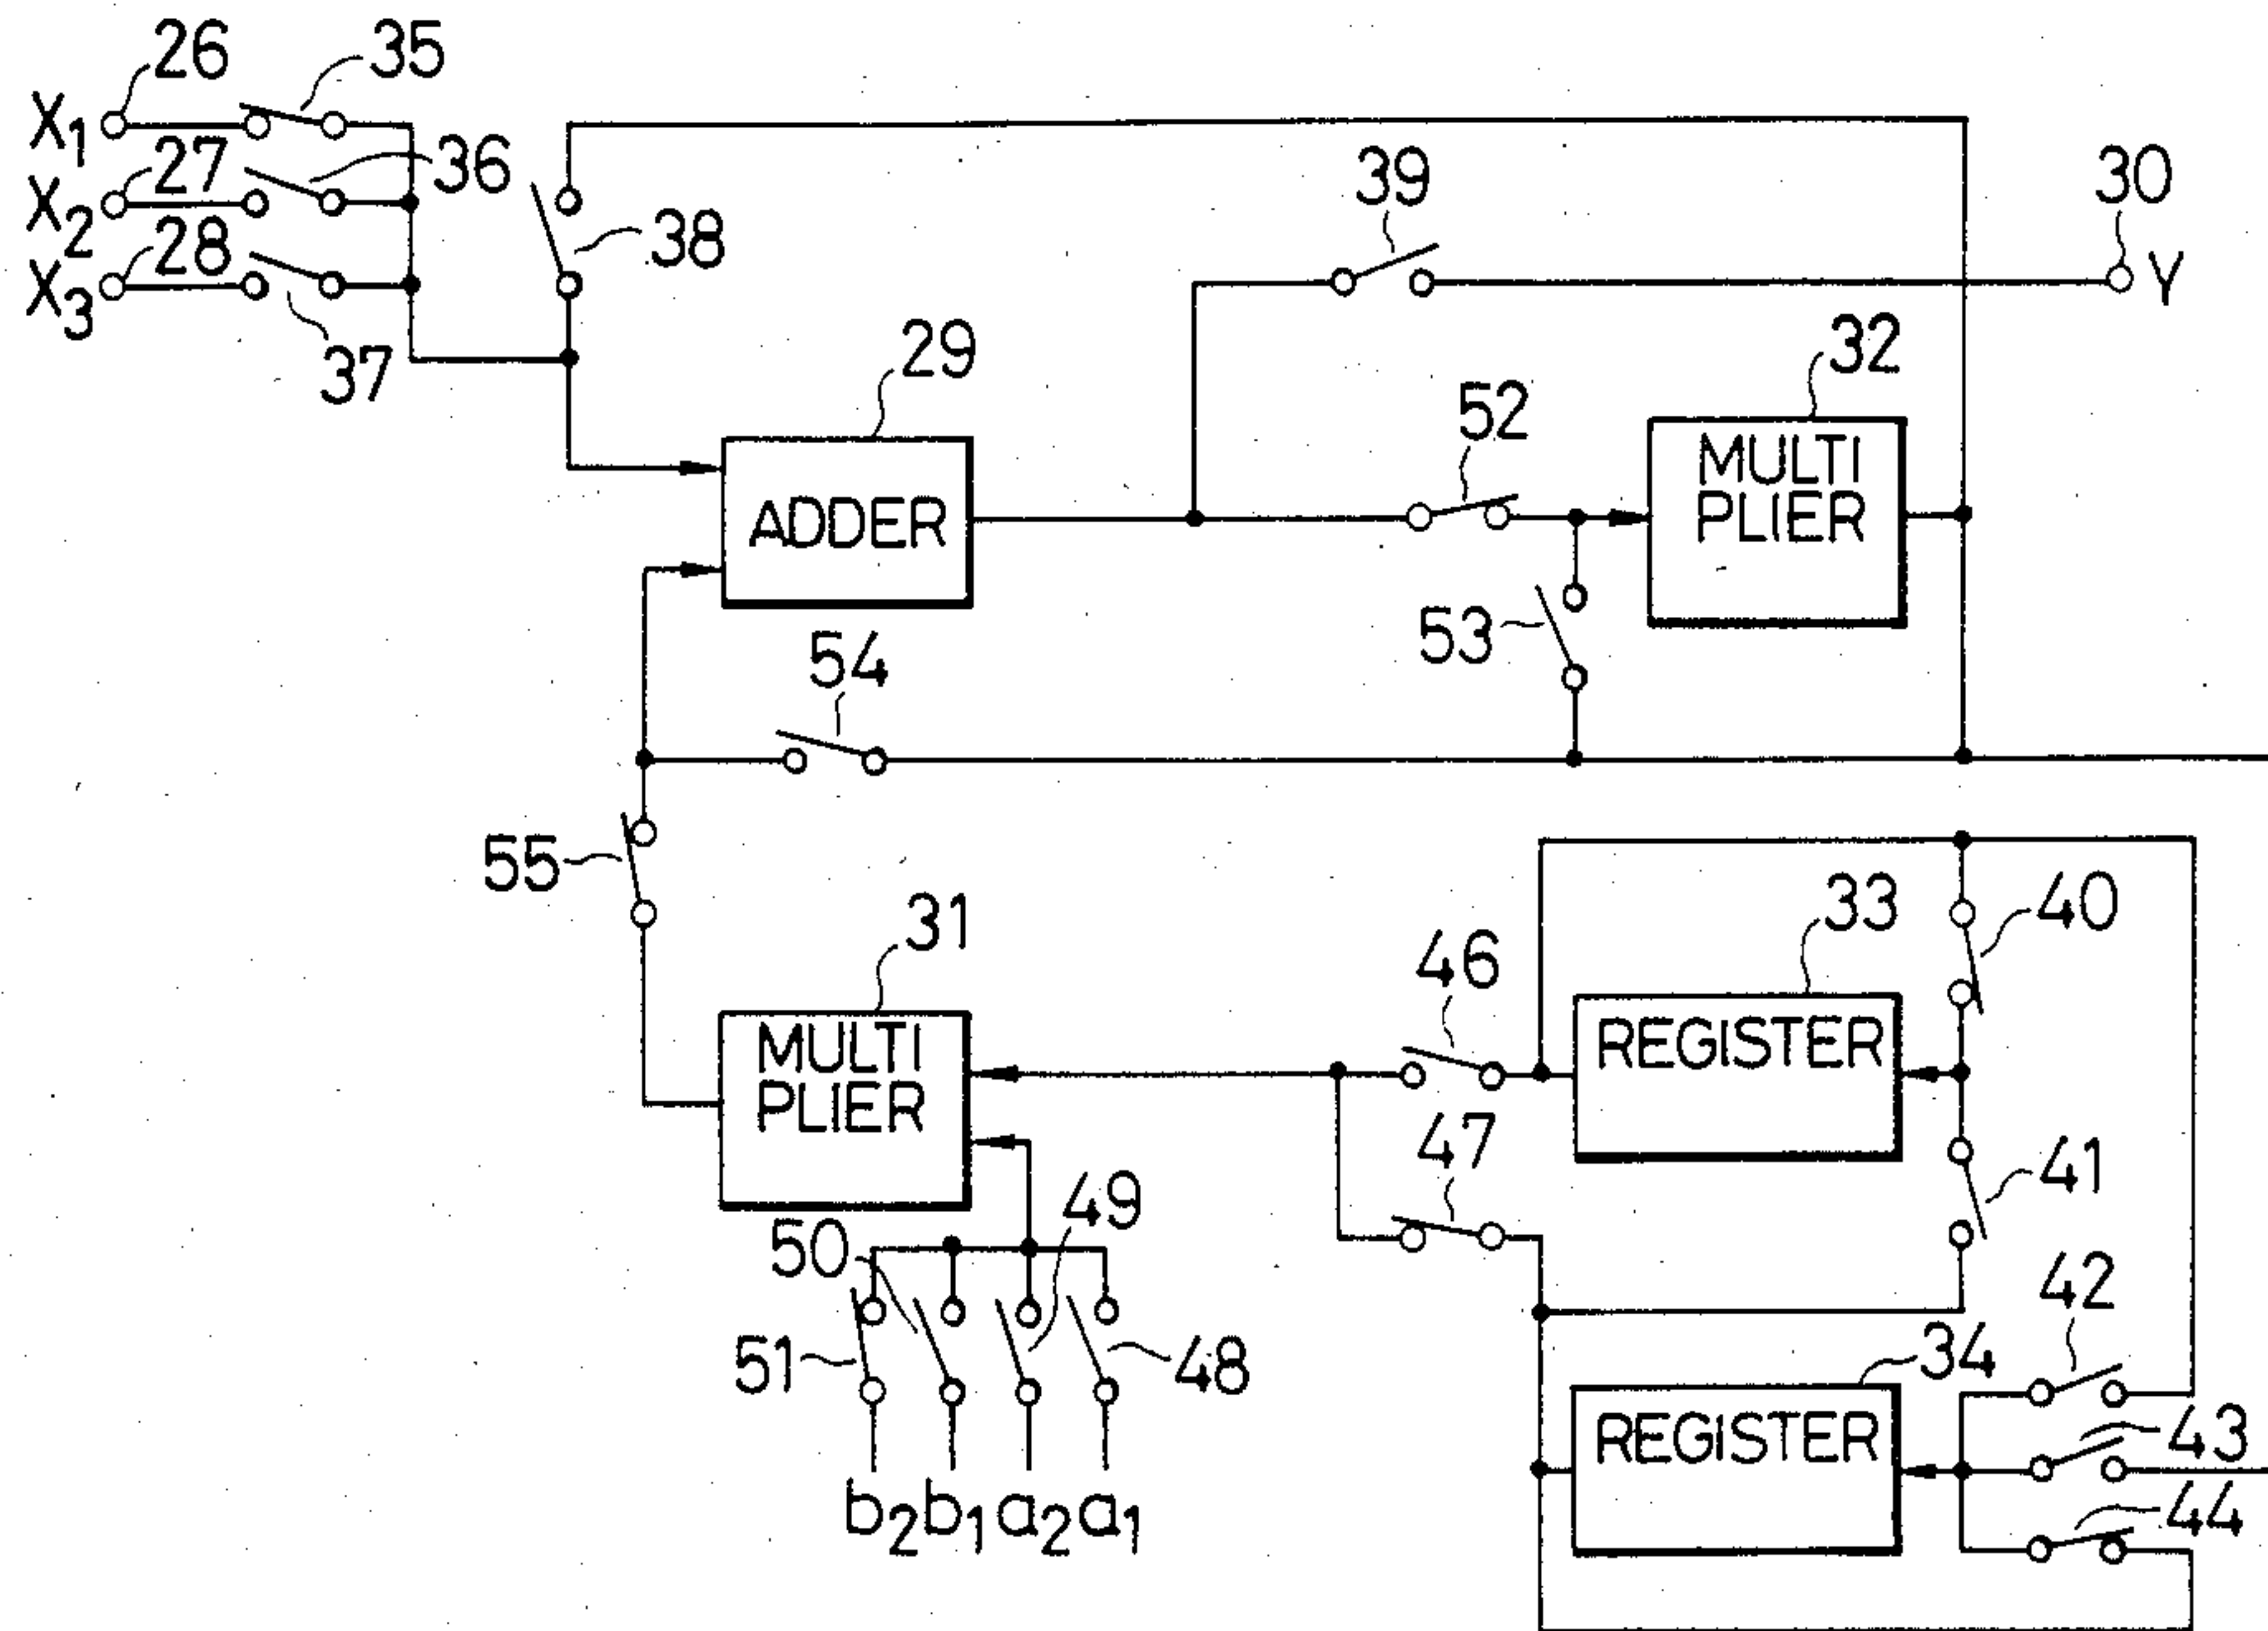 26
35
X1
27
36
X2
28
X3
37
38
39
30
Y
29
32
52
MULTI
PLIER
ADDER
53
54
55
33
40
31
46
REGISTER
MULTI
PLIER
47
41
49
50
42
51
48
34
REGISTER
43
44
b2 b1 a2 a1